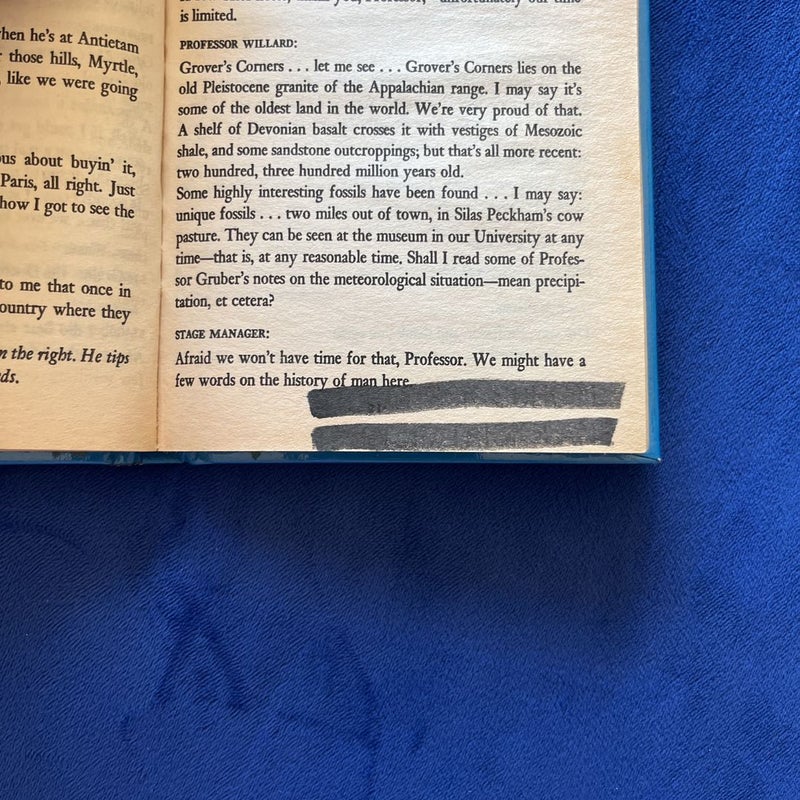 hen he's at Antietam
those hills, Myrtle,
like we were going
us about buyin' it,
Paris, all right. Just
how I got to see the
to me that once in
ountry where they
n the right. He tips
ds.
is limited.
PROFESSOR WILLARD:
Grover's Corners . . . let me see . . . Grover's Corners lies on the
old Pleistocene granite of the Appalachian range. I may say it's
some of the oldest land in the world. We're very proud of that.
A shelf of Devonian basalt crosses it with vestiges of Mesozoic
shale, and some sandstone outcroppings; but that's all more recent:
two hundred, three hundred million years old.
Some highly interesting fossils have been found . . . I may say:
unique fossils . . . two miles out of town, in Silas Peckham's cow
pasture. They can be seen at the museum in our University at any
time—that is, at any reasonable time. Shall I read some of Profes-
sor Gruber's notes on the meteorological situation—mean precipi-
tation, et cetera?
STAGE MANAGER:
Afraid we won't have time for that, Professor. We might have a
few words on the history of man here.